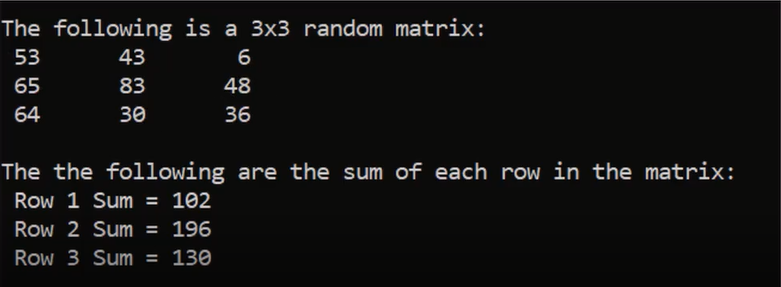 The following is a 3x3 random matrix:
53 43 6
65 83 48
64 30 36
The the following are the sum of each row in the matrix:
Row 1 Sum = 102
Row 2 Sum = 196
Row 3 Sum = 130